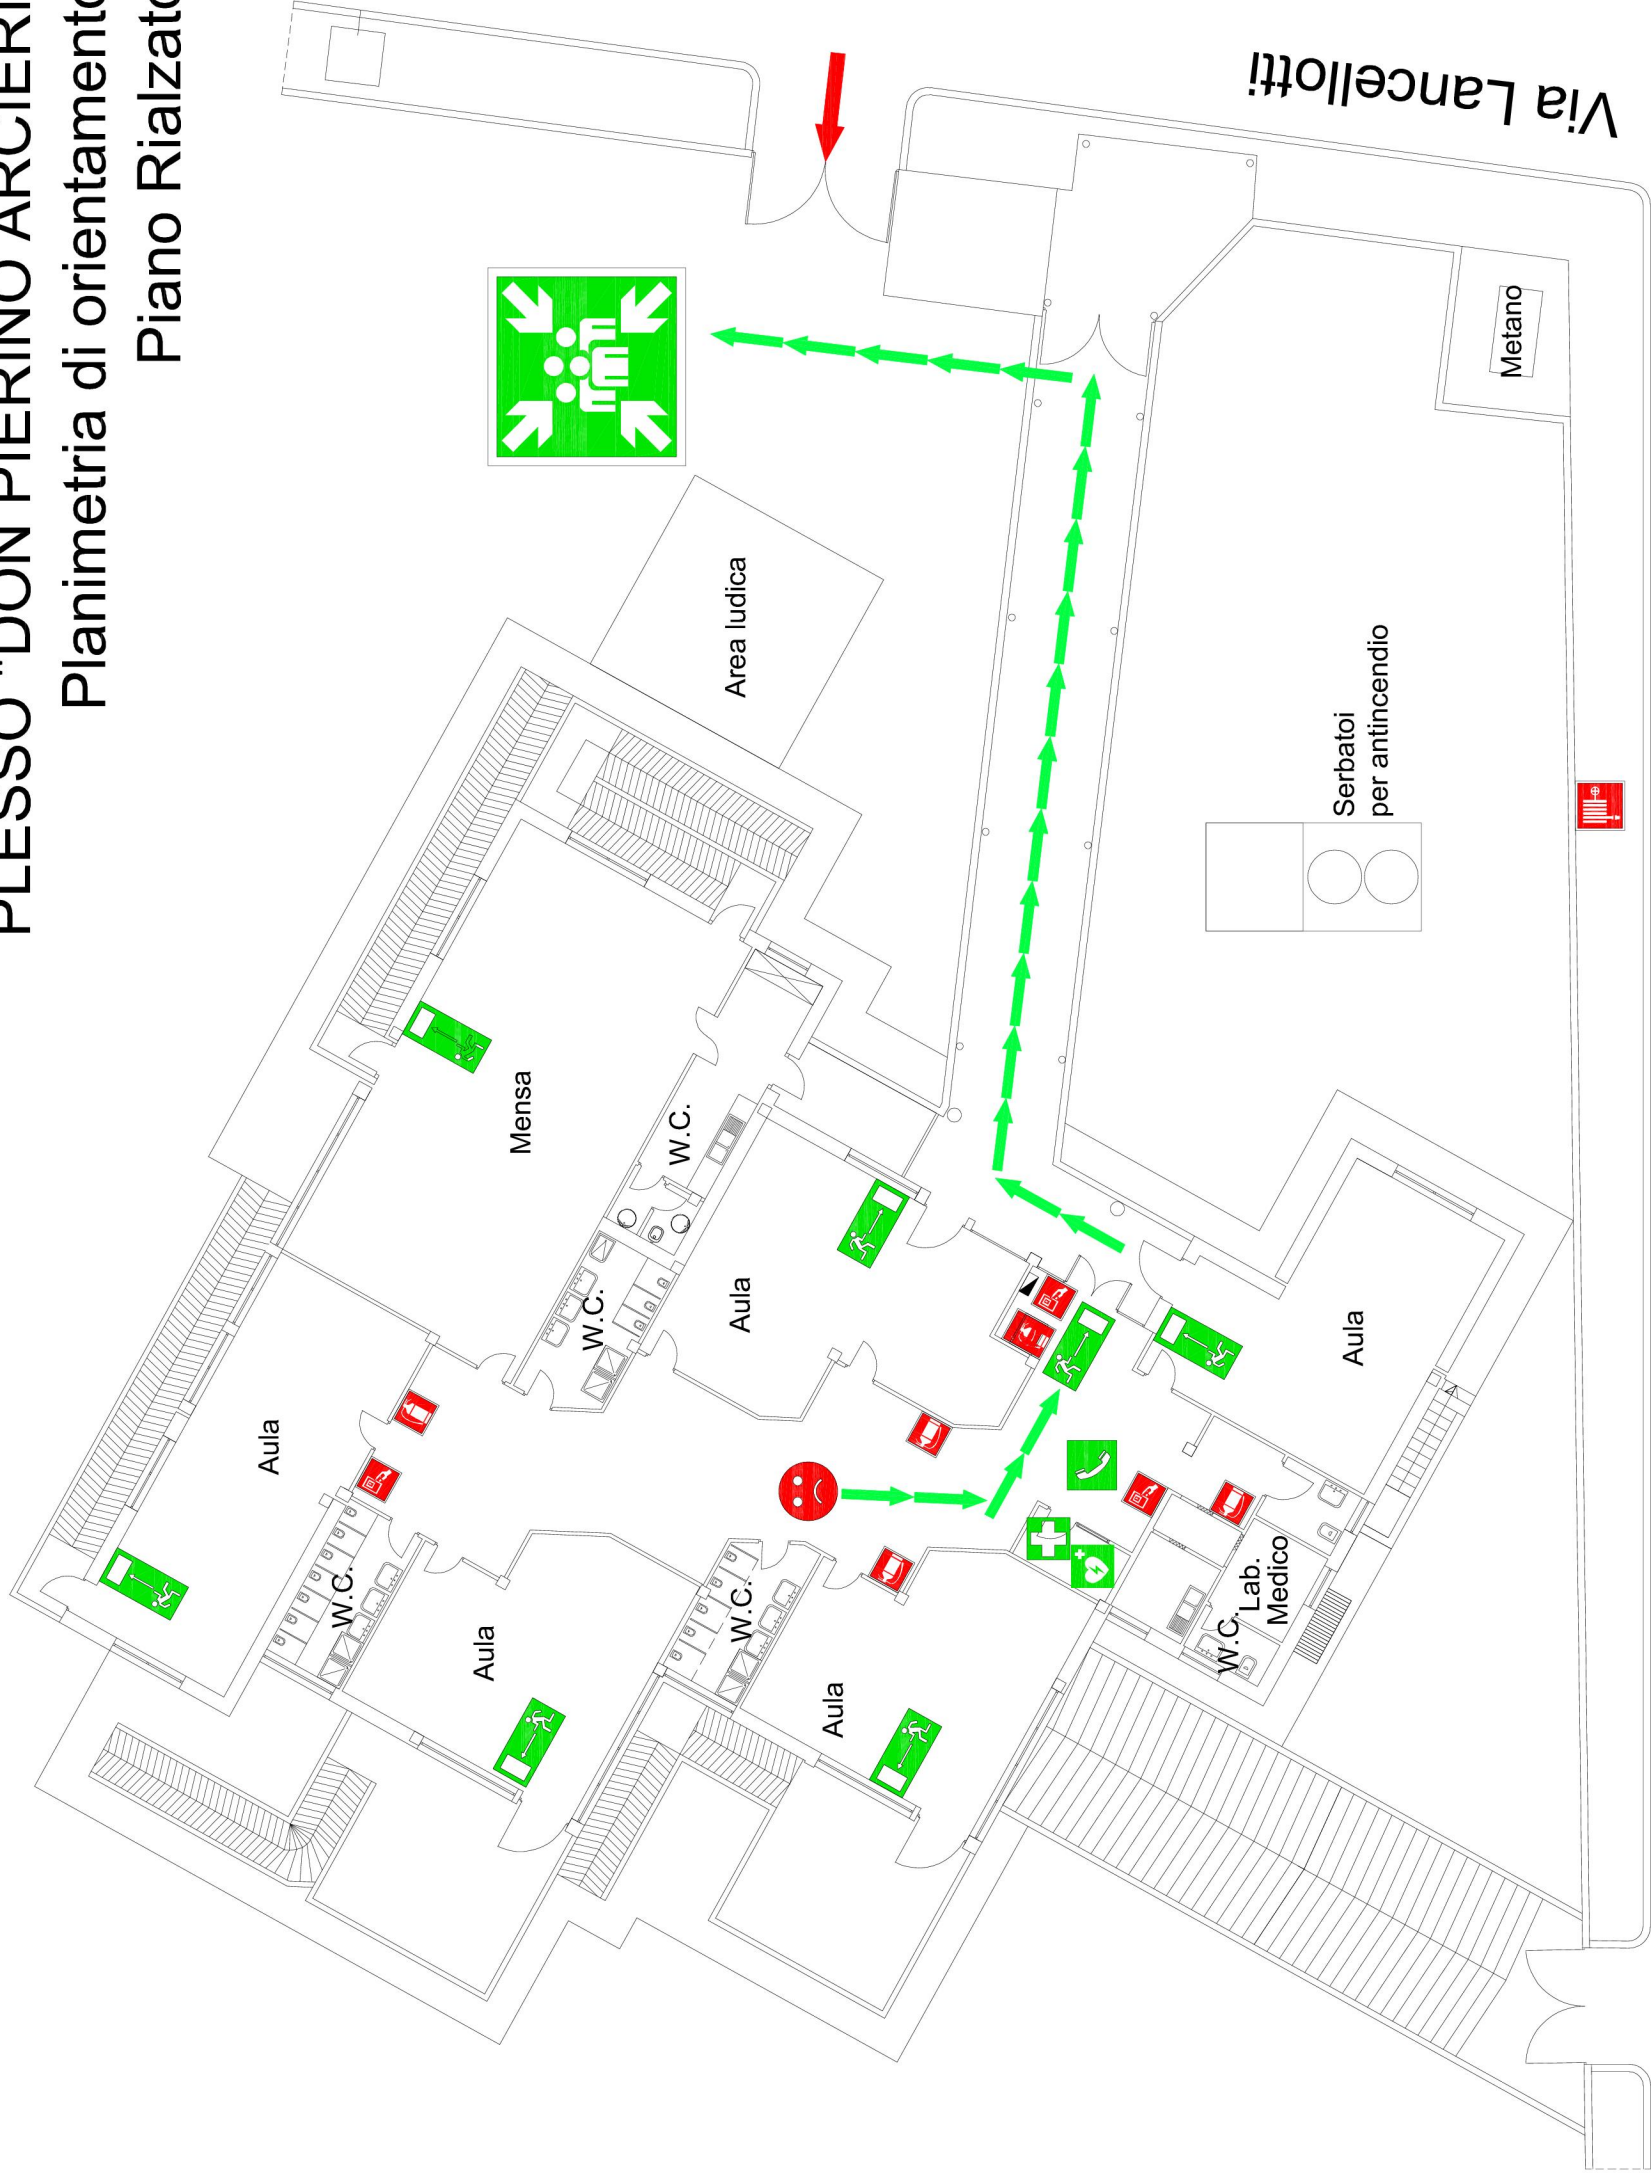 PLESSO "DON PIERINO ARCIERI
Planimetria di orientamento
Piano Rialzato
Via Lancellotti
Metano
Area ludica
Serbatoi
per antincendio
Mensa
W.C.
W.C.
Aula
Aula
Aula
W.C.
Aula
W.C.
Aula
Lab.
Medico
W.C.